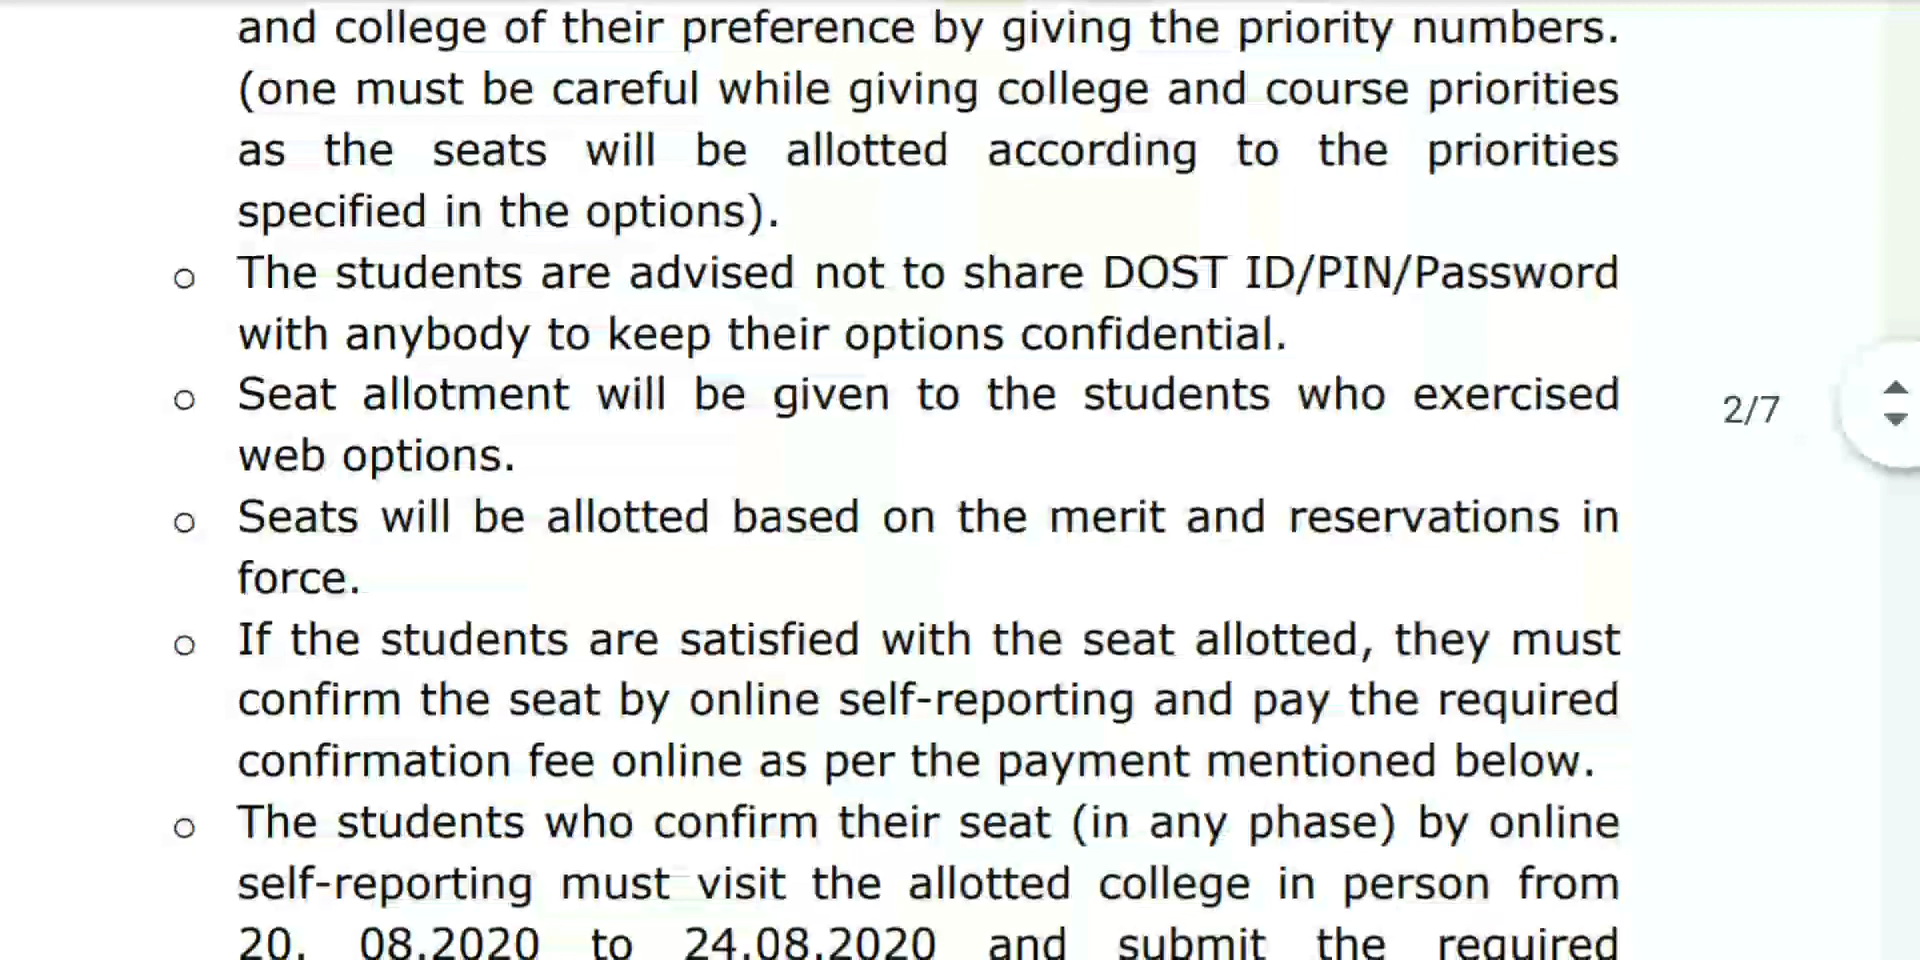 and college of their preference by giving the priority numbers.
(one must be careful while giving college and course priorities
as the seats will be allotted according to the priorities
specified in the options).
o The students are advised not to share DOST ID/PIN/Password
with anybody to keep their options confidential.
o Seat allotment will be given to the students who exercised
web options.
2/7
o Seats will be allotted based on the merit and reservations in
force.
o If the students are satisfied with the seat allotted, they must
confirm the seat by online self-reporting and pay the required
confirmation fee online as per the payment mentioned below.
o The students who confirm their seat (in any phase) by online
self-reporting must visit the allotted college in person from
20. 08.2020 to 24.08.2020 and submit the required